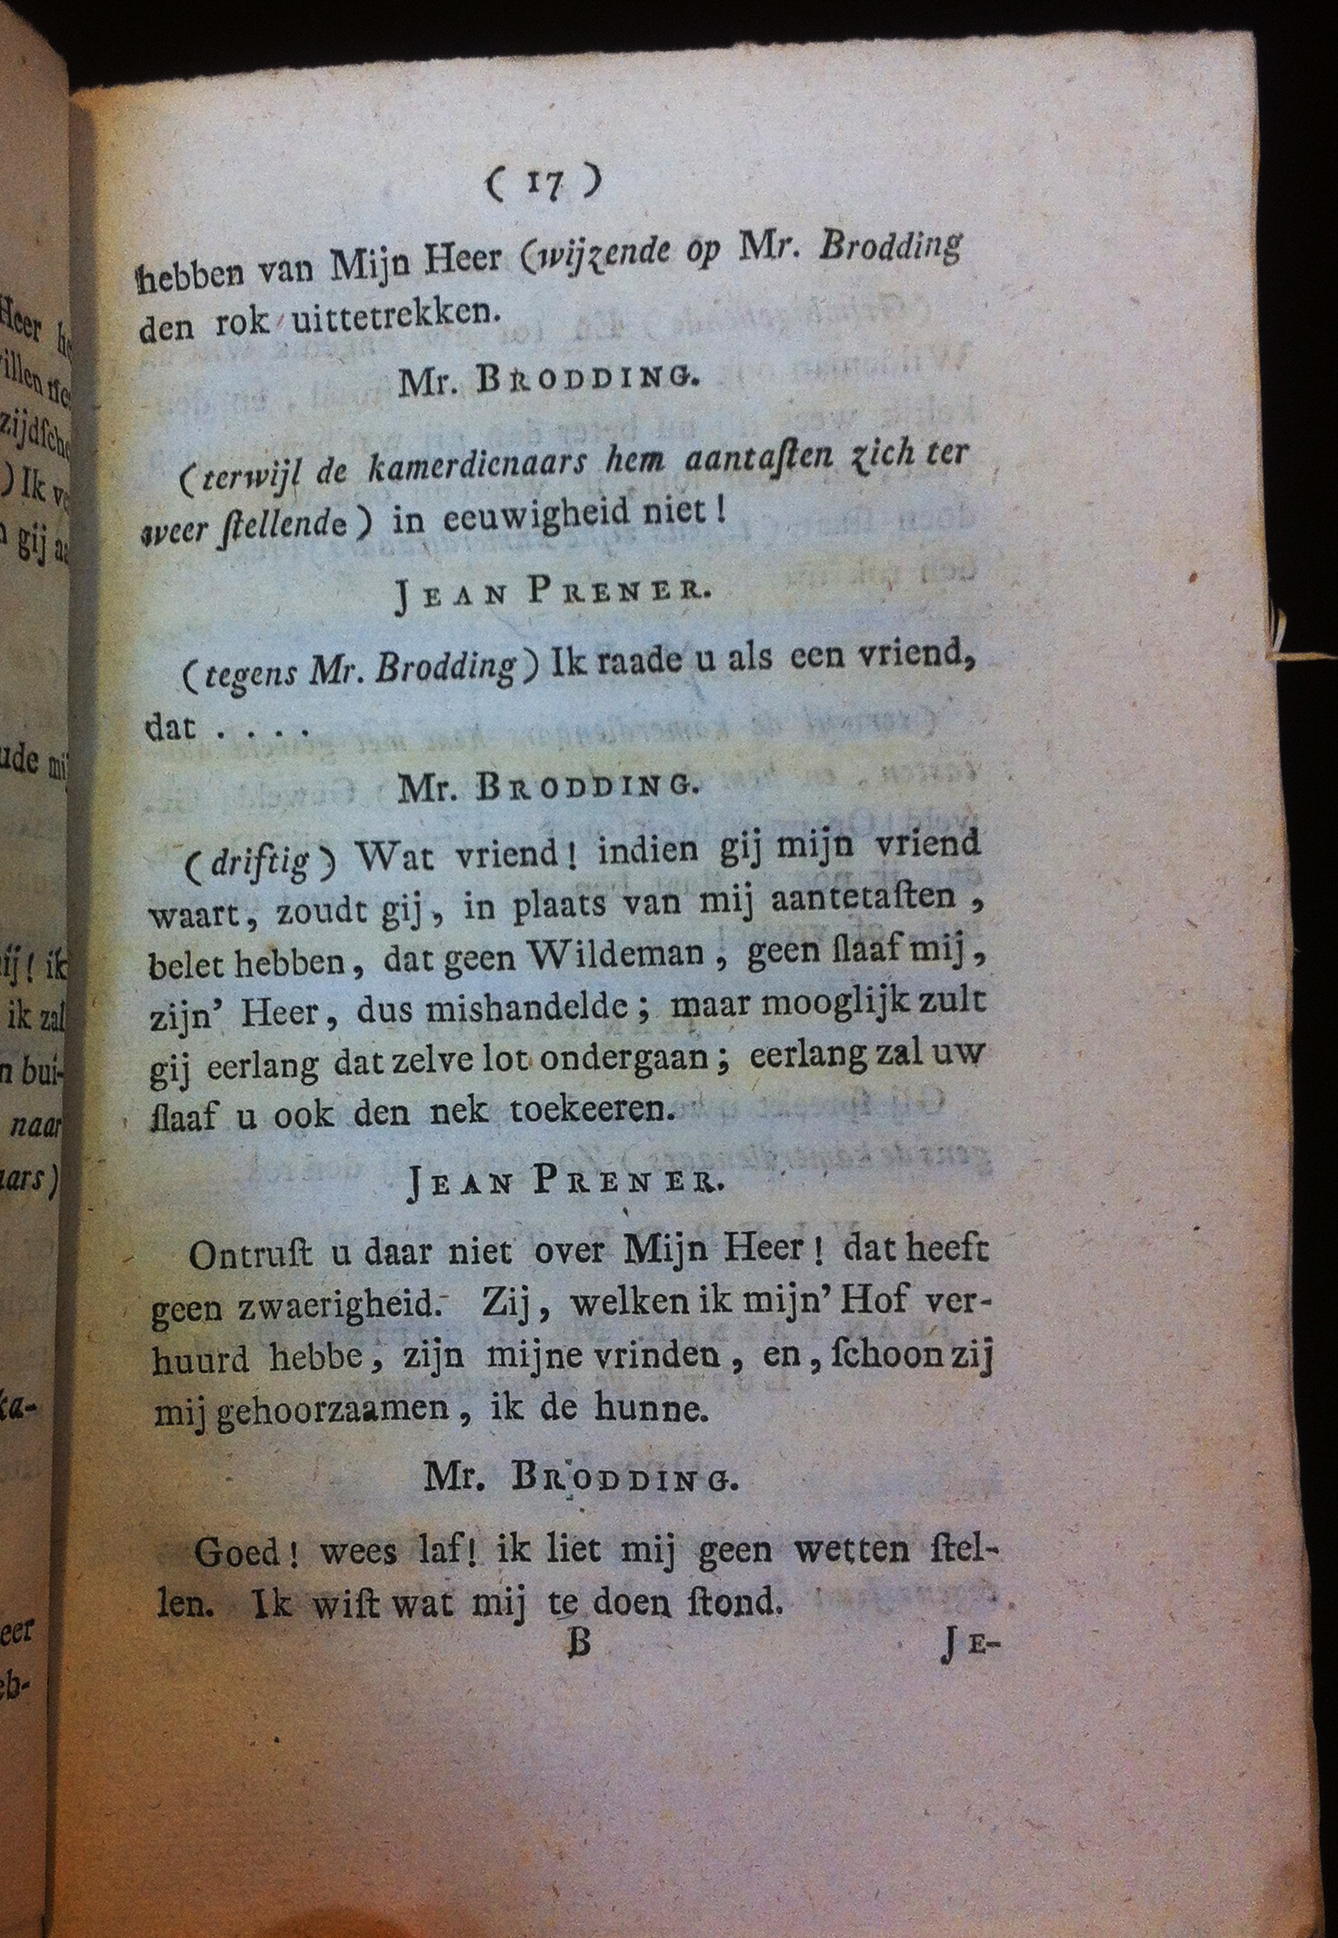 ( 17 )
hebben van Mijn Heer (wijzende op Mr. Brodding
den rok uittetrekken.
Mr. BRODDING.
(terwijl de kamerdienaars hem aantaſten zich ter
weer ſtellende) in eeuwigheid niet!
JEAN PRENER.
(tegens Mr. Brodding) Ik raade u als een vriend,
dat . . . .
Mr. BRODDING.
(driftig) Wat vriend! indien gij mijn vriend
waart, zoudt gij, in plaats van mij aantetaſten,
belet hebben, dat geen Wildeman, geen ſlaaf mij,
zijn' Heer, dus mishandelde; maar mooglijk zult
gij eerlang dat zelve lot ondergaan; eerlang zal uw
ſlaaf u ook den nek toekeeren.
JEAN PRENER.
Ontruſt u daar niet over Mijn Heer! dat heeft
geen zwaerigheid. Zij, welken ik mijn' Hof ver-
huurd hebbe, zijn mijne vrinden, en, ſchoon zij
mij gehoorzaamen, ik de hunne.
Mr. BRODDING.
Goed! wees laf! ik liet mij geen wetten ſtel-
len. Ik wiſt wat mij te doen ſtond.
B JE-